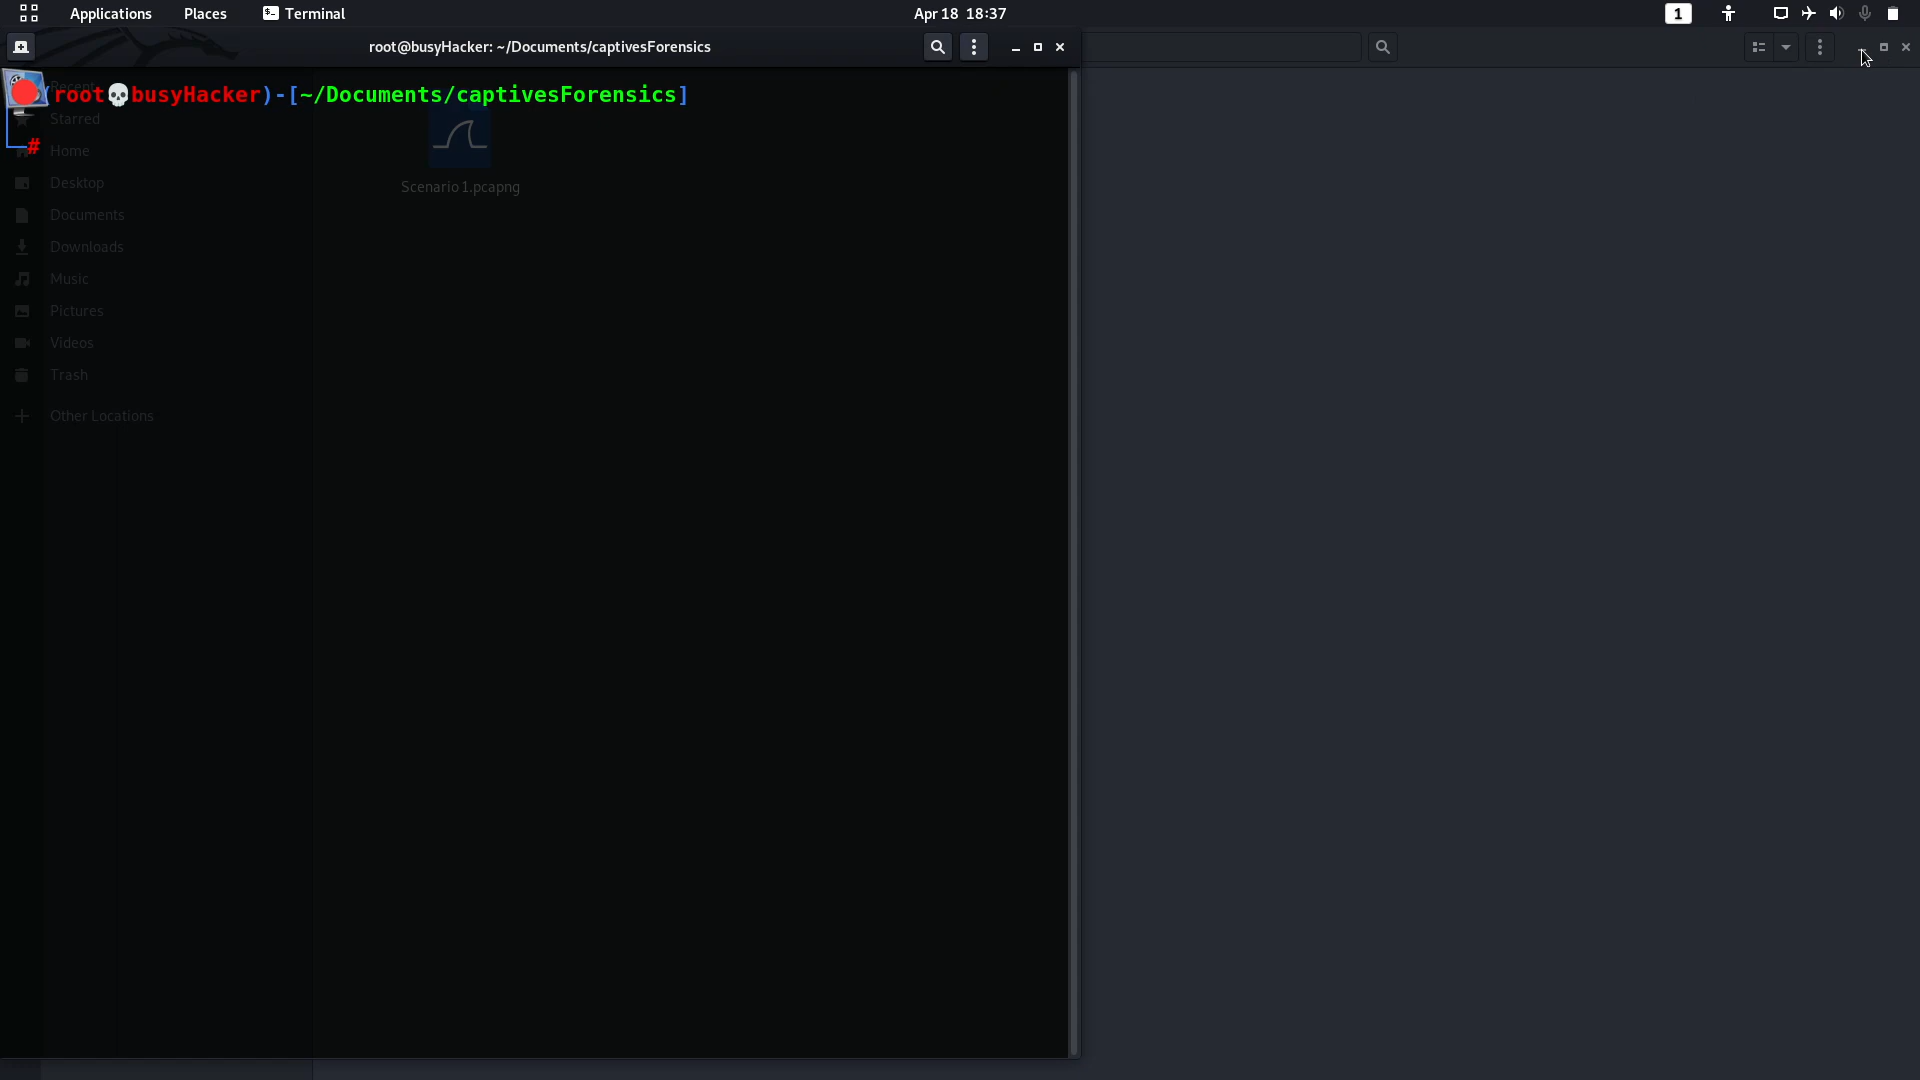 Applications Places Terminal Apr 18 18:37 1
root@busyHacker: ~/Documents/captivesForensics
(root💀busyHacker)-[~/Documents/captivesForensics]
#
Recent
Starred
Home
Desktop
Documents
Downloads
Music
Pictures
Videos
Trash
Other Locations
Scenario 1.pcapng